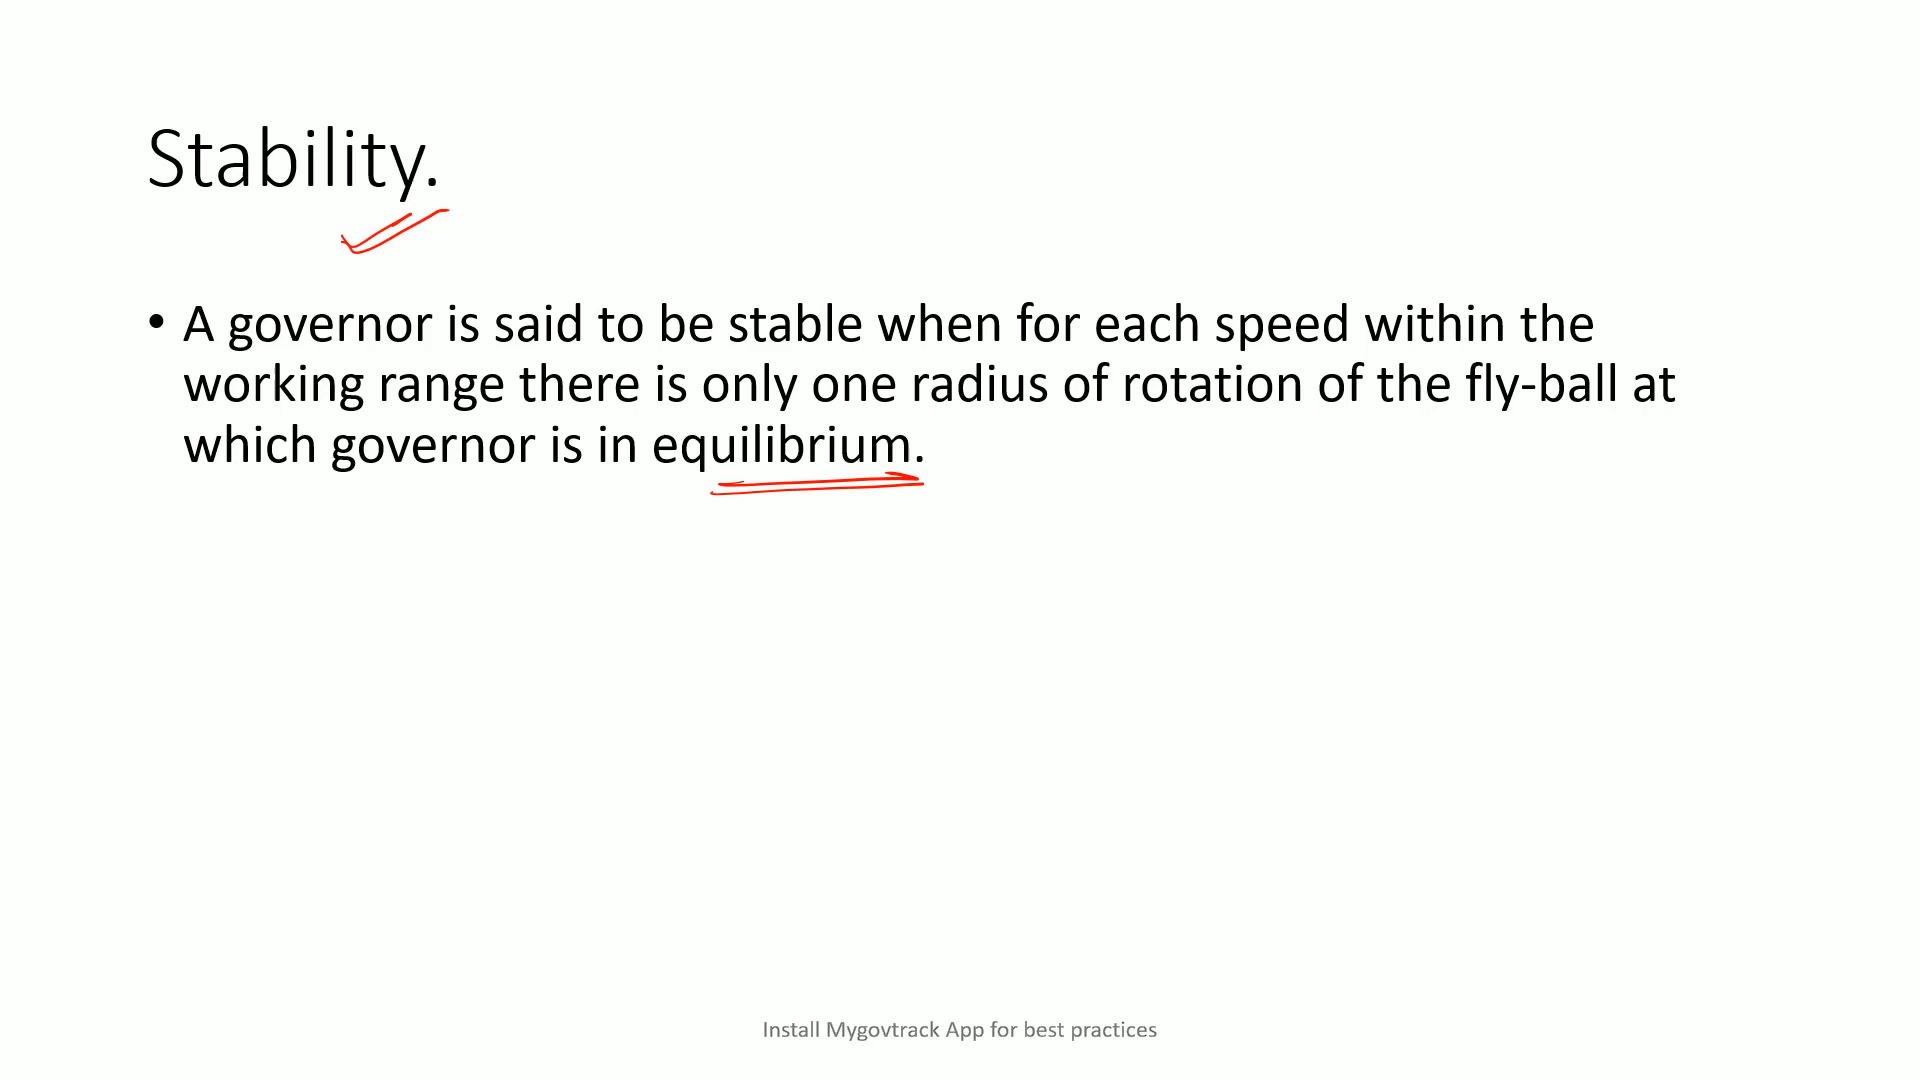 Stability.
• A governor is said to be stable when for each speed within the
working range there is only one radius of rotation of the fly-ball at
which governor is in equilibrium.
Install Mygovtrack App for best practices